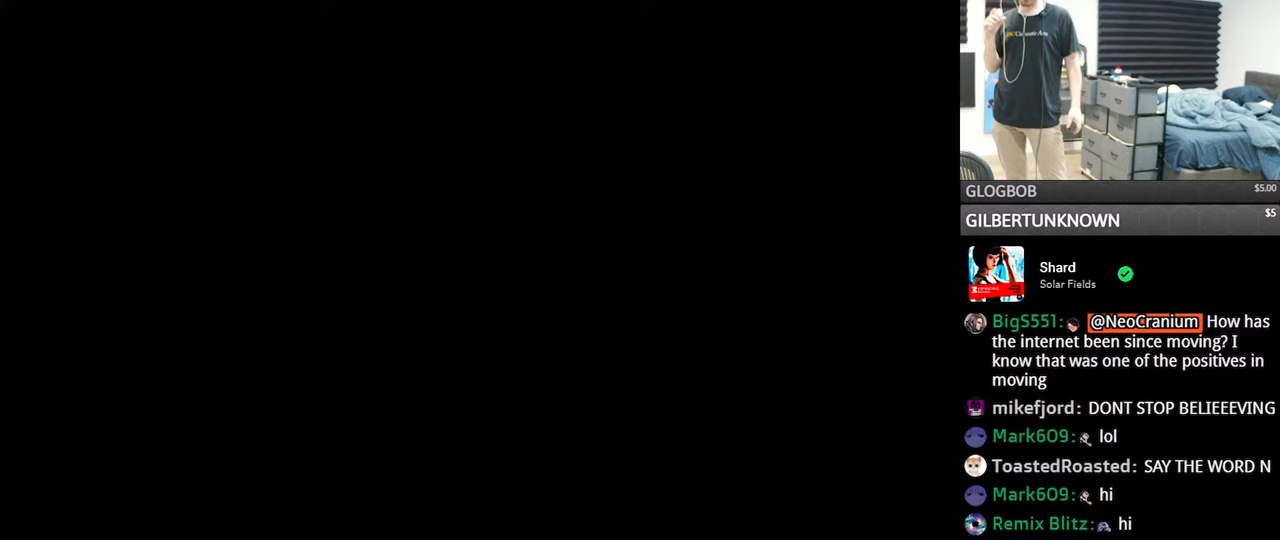 GLOGBOB $5.00
GILBERTUNKNOWN $5
Shard
Solar Fields
BigS551: @NeoCranium How has
the internet been since moving? I
know that was one of the positives in
moving
mikefjord: DONT STOP BELIEEEVING
Mark609: lol
ToastedRoasted: SAY THE WORD N
Mark609: hi
Remix Blitz: hi